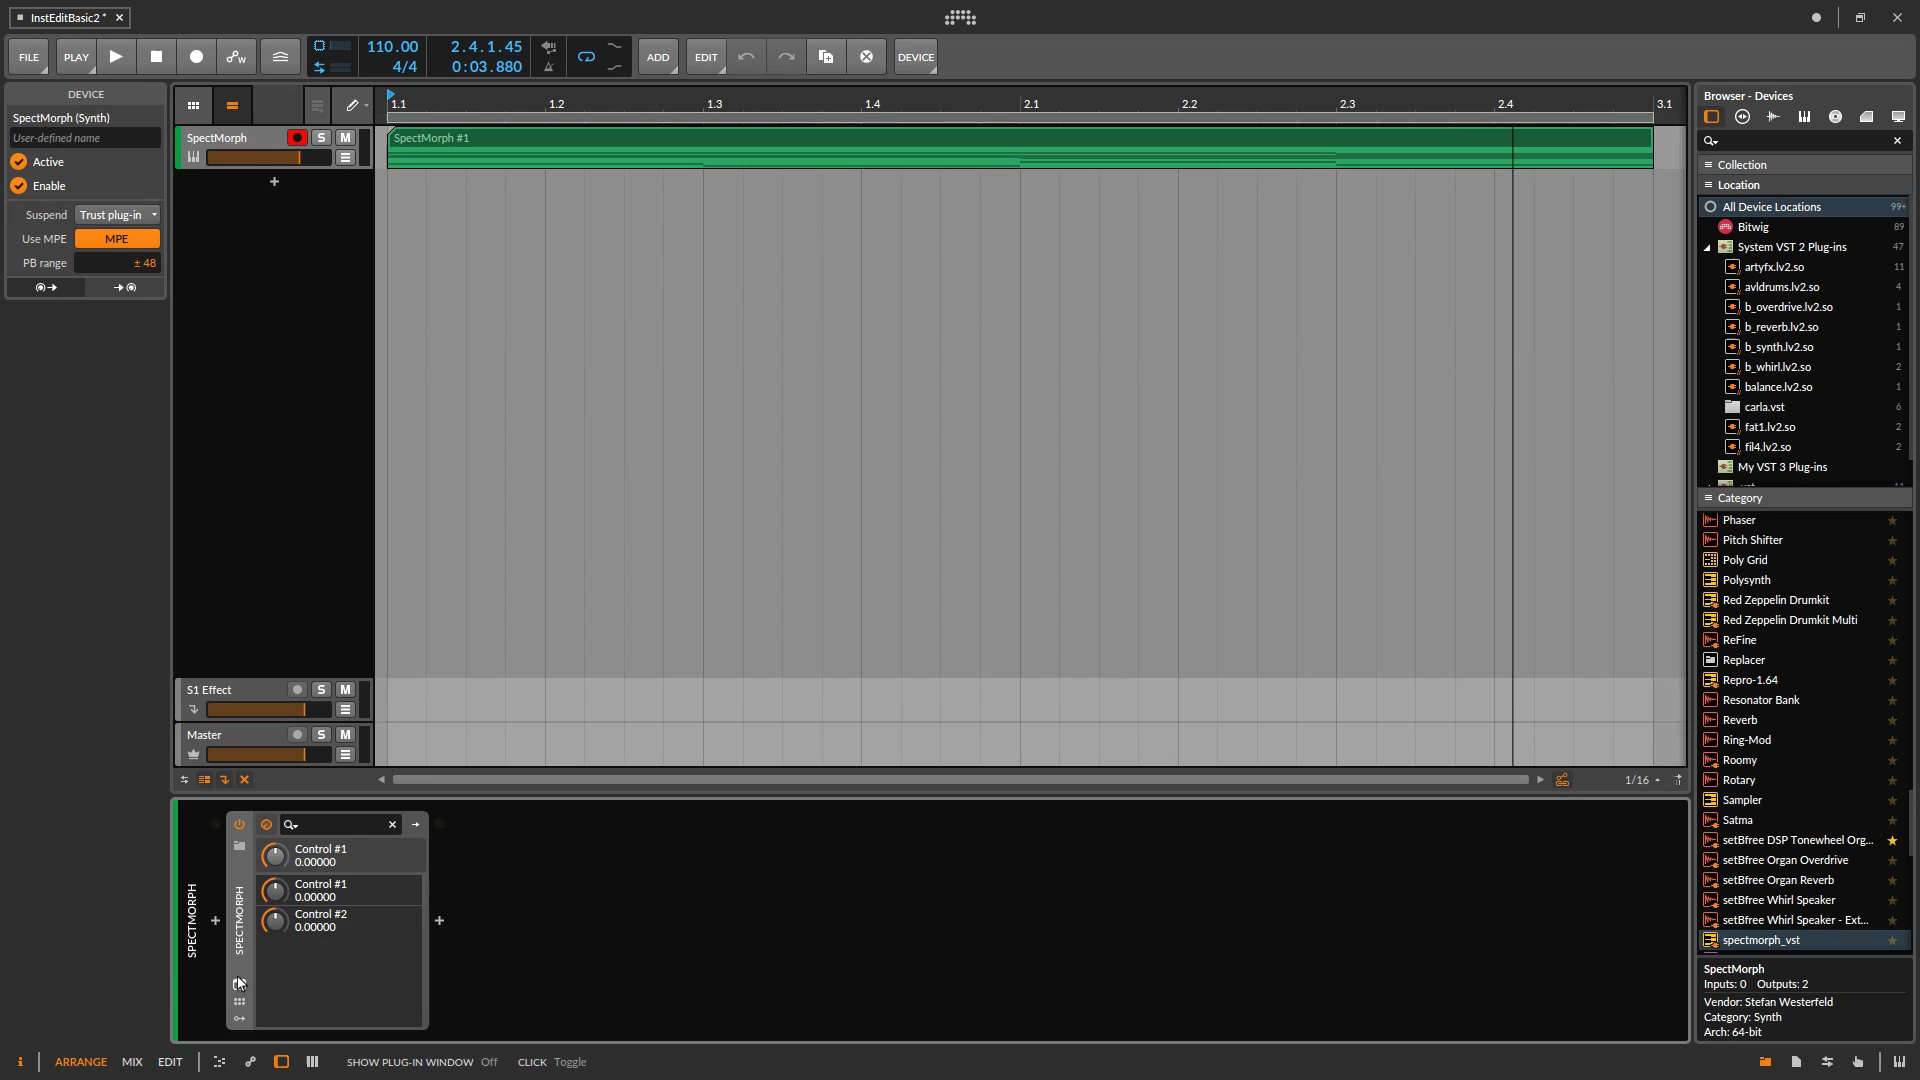 InstEditBasic2 *
FILE
PLAY
110.00
4/4
2.4.1.45
0:03.880
ADD
EDIT
DEVICE
DEVICE
SpectMorph (Synth)
User-defined name
Active
Enable
Suspend Trust plug-in
Use MPE MPE
PB range ± 48
1.1 1.2 1.3 1.4 2.1 2.2 2.3 2.4 3.1
SpectMorph S M
SpectMorph #1
S1 Effect S M
Master S M
1/16
SPECTMORPH
SPECTMORPH
Control #1
0.00000
Control #1
0.00000
Control #2
0.00000
Browser - Devices
Collection
Location
All Device Locations 99+
Bitwig 89
System VST 2 Plug-ins 47
artyfx.lv2.so 11
avldrums.lv2.so 4
b_overdrive.lv2.so 1
b_reverb.lv2.so 1
b_synth.lv2.so 1
b_whirl.lv2.so 2
balance.lv2.so 1
carla.vst 6
fat1.lv2.so 2
fil4.lv2.so 2
My VST 3 Plug-ins
Category
Phaser
Pitch Shifter
Poly Grid
Polysynth
Red Zeppelin Drumkit
Red Zeppelin Drumkit Multi
ReFine
Replacer
Repro-1.64
Resonator Bank
Reverb
Ring-Mod
Roomy
Rotary
Sampler
Satma
setBfree DSP Tonewheel Org...
setBfree Organ Overdrive
setBfree Organ Reverb
setBfree Whirl Speaker
setBfree Whirl Speaker - Ext...
spectmorph_vst
SpectMorph
Inputs: 0 Outputs: 2
Vendor: Stefan Westerfeld
Category: Synth
Arch: 64-bit
i ARRANGE MIX EDIT SHOW PLUG-IN WINDOW Off CLICK Toggle